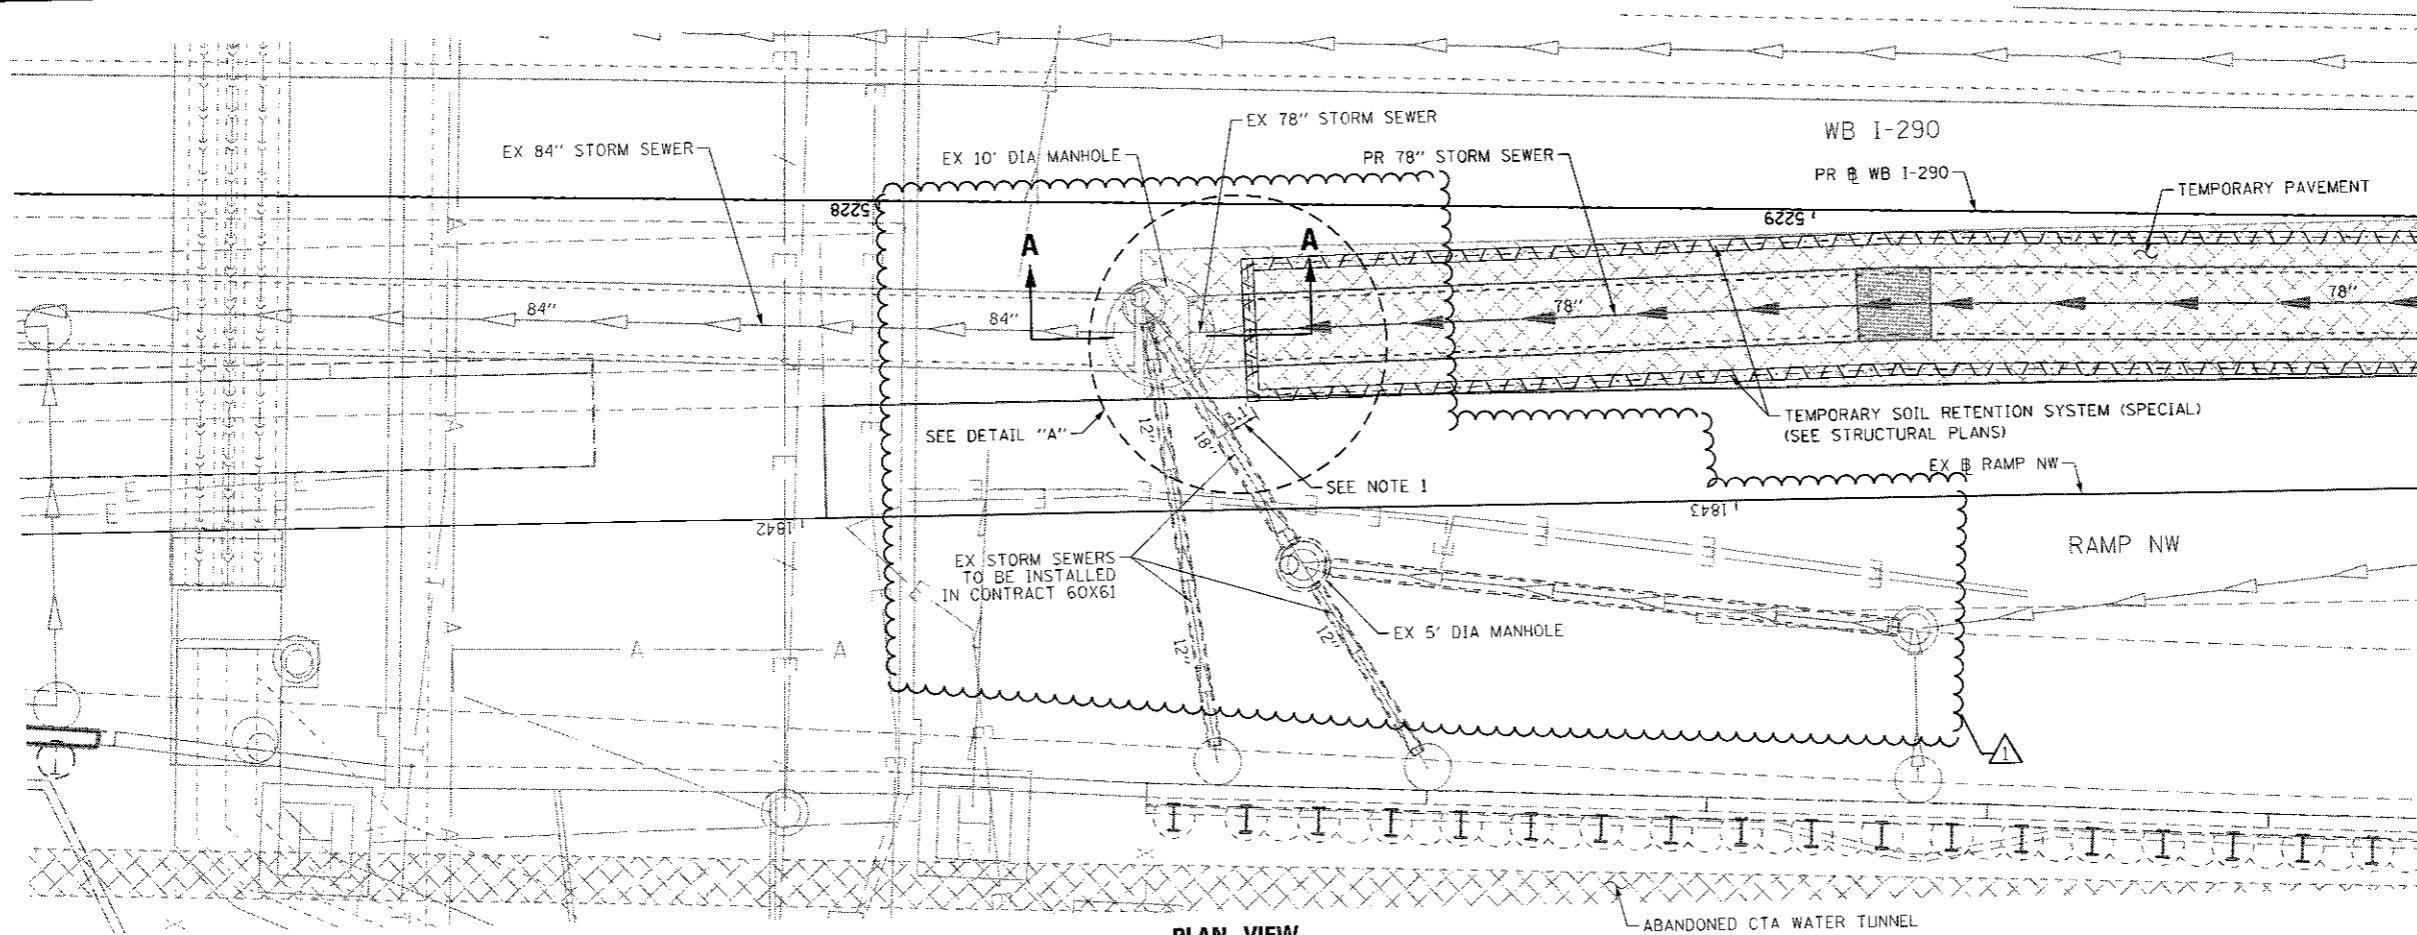 WB I-290
EX 78" STORM SEWER
EX 84" STORM SEWER
EX 10' DIA MANHOLE
PR 78" STORM SEWER
PR ℄ WB I-290
TEMPORARY PAVEMENT
5228
5229
A
A
84"
84"
78"
78"
SEE DETAIL "A"
12"
18"
3.1'
TEMPORARY SOIL RETENTION SYSTEM (SPECIAL)
(SEE STRUCTURAL PLANS)
EX ℄ RAMP NW
SEE NOTE 1
1842
1843
RAMP NW
EX STORM SEWERS
TO BE INSTALLED
IN CONTRACT 60X61
EX 5' DIA MANHOLE
12"
12"
A
A
1
ABANDONED CTA WATER TUNNEL
PLAN VIEW